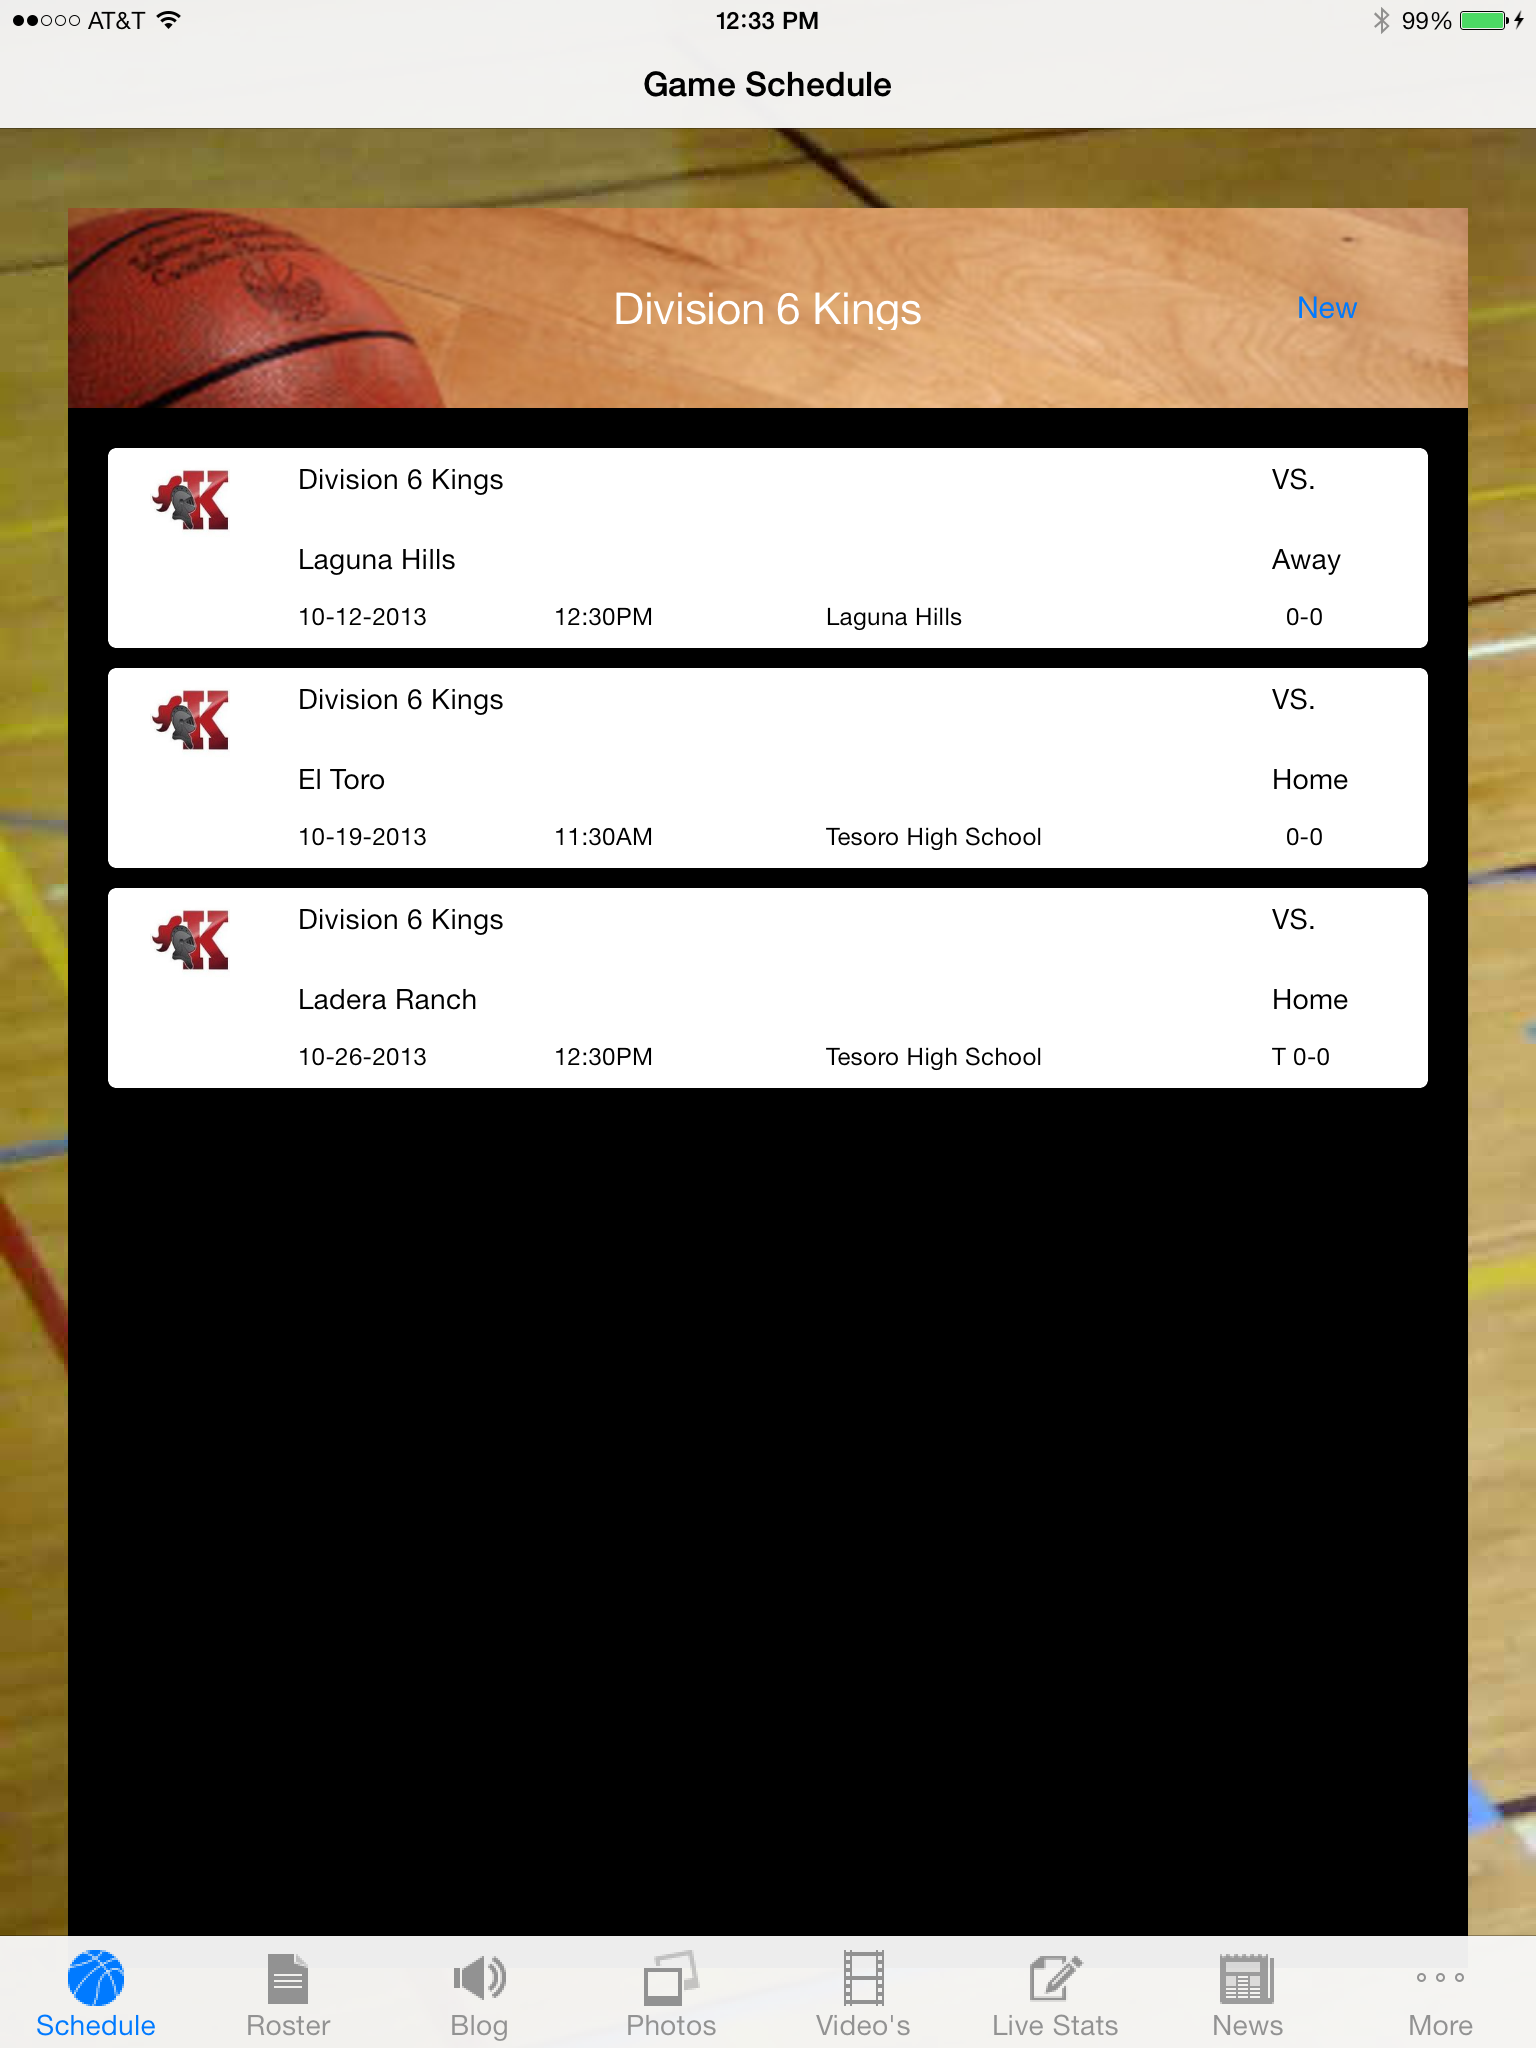 AT&T 12:33 PM 99%
Game Schedule
Division 6 Kings New
K Division 6 Kings VS.
Laguna Hills Away
10-12-2013 12:30PM Laguna Hills 0-0
K Division 6 Kings VS.
El Toro Home
10-19-2013 11:30AM Tesoro High School 0-0
K Division 6 Kings VS.
Ladera Ranch Home
10-26-2013 12:30PM Tesoro High School T 0-0
Schedule Roster Blog Photos Video's Live Stats News More